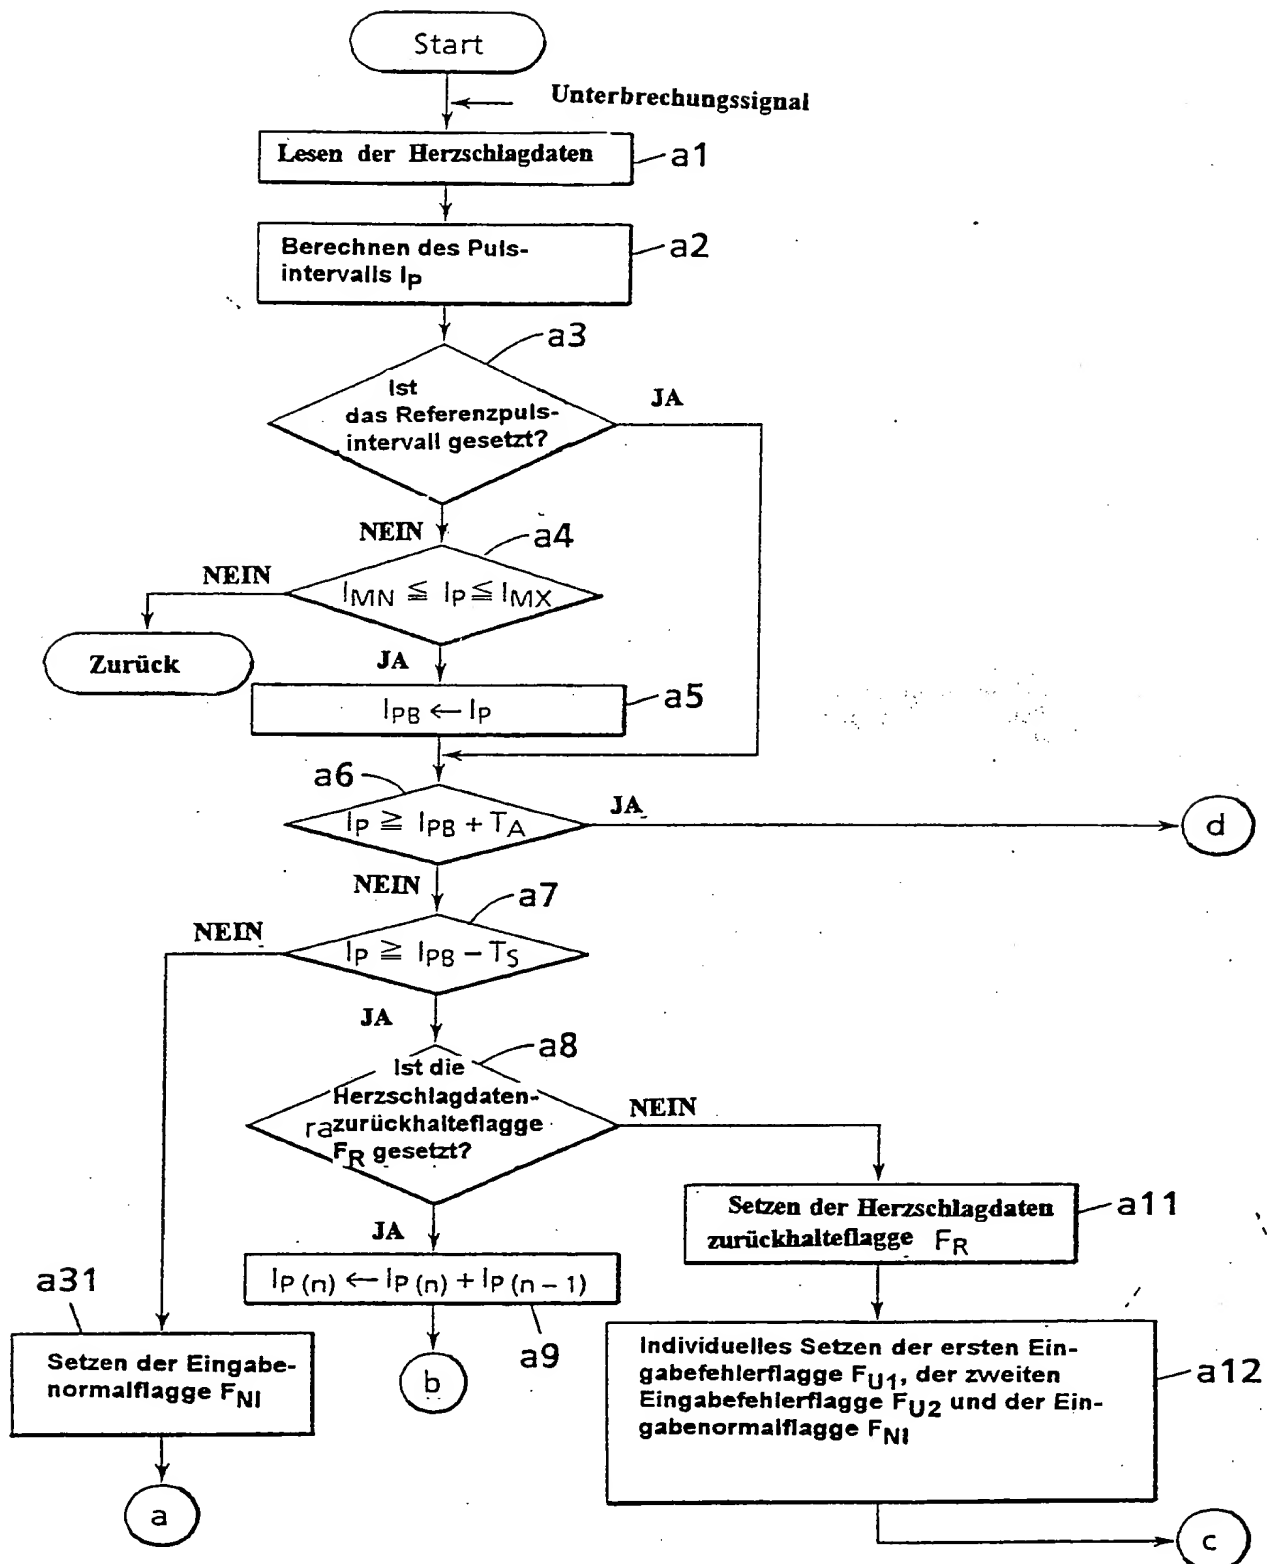 Start
Unterbrechungssignal
Lesen der Herzschlagdaten
a1
Berechnen des Puls-
intervalls IP
a2
a3
Ist
das Referenzpuls-
intervall gesetzt?
JA
NEIN
a4
NEIN
IMN ≦ IP ≦ IMX
Zurück
JA
a5
IPB ← IP
a6
IP ≧ IPB + TA
JA
d
NEIN
a7
NEIN
IP ≧ IPB − TS
JA
a8
Ist die
Herzschlagdaten-
razurückhalteflagge
FR gesetzt?
NEIN
Setzen der Herzschlagdaten
zurückhalteflagge FR
a11
JA
IP (n) ← IP (n) + IP (n − 1)
a9
b
a31
Setzen der Eingabe-
normalflagge FNI
a
Individuelles Setzen der ersten Ein-
gabefehlerflagge FU1, der zweiten
Eingabefehlerflagge FU2 und der Ein-
gabenormalflagge FNI
a12
c